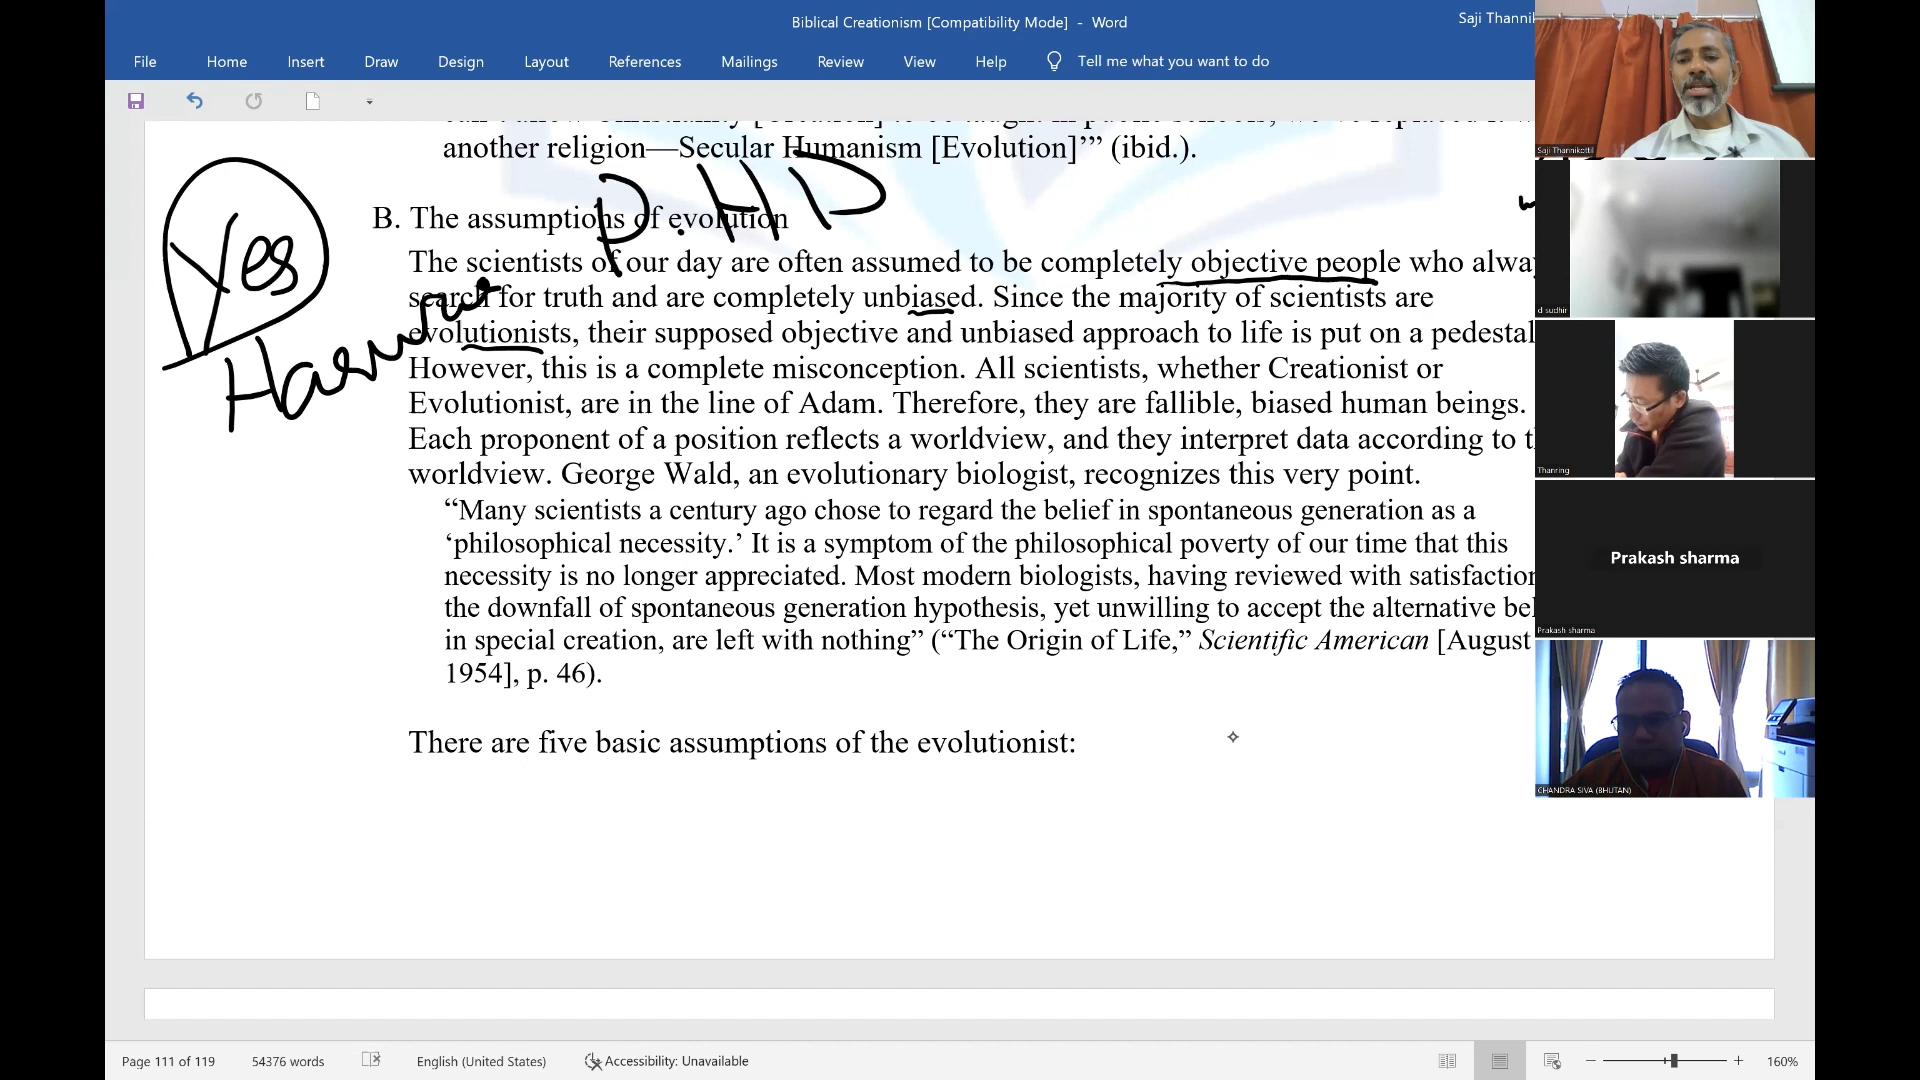 Biblical Creationism [Compatibility Mode] - Word
Saji
File Home Insert Draw Design Layout References Mailings Review View Help Tell me what you want to do
another religion—Secular Humanism [Evolution]’” (ibid.).
P.HD
Yes
B. The assumptions of evolution
The scientists of our day are often assumed to be completely objective people who
search for truth and are completely unbiased. Since the majority of scientists are
evolutionists, their supposed objective and unbiased approach to life is put on a pedestal
However, this is a complete misconception. All scientists, whether Creationist or
Evolutionist, are in the line of Adam. Therefore, they are fallible, biased human beings.
Each proponent of a position reflects a worldview, and they interpret data according to
worldview. George Wald, an evolutionary biologist, recognizes this very point.
“Many scientists a century ago chose to regard the belief in spontaneous generation as a
‘philosophical necessity.’ It is a symptom of the philosophical poverty of our time that this
necessity is no longer appreciated. Most modern biologists, having reviewed with satisfaction
the downfall of spontaneous generation hypothesis, yet unwilling to accept the alternative
in special creation, are left with nothing” (“The Origin of Life,” Scientific American [August
1954], p. 46).
There are five basic assumptions of the evolutionist:
Saji Thannikottil
d sudhir
Thanring
Prakash sharma
Prakash sharma
CHANDRA SIVA (BHUTAN)
Page 111 of 119 54376 words English (United States) Accessibility: Unavailable 160%